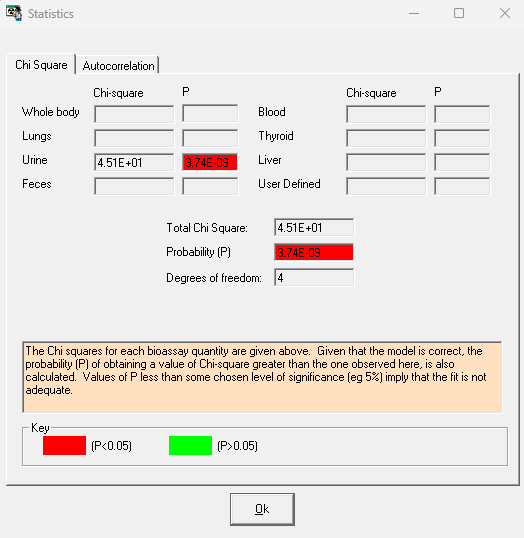 Statistics
Chi Square Autocorrelation
Chi-square P Chi-square P
Whole body Blood
Lungs Thyroid
Urine 4.51E+01 3.74E-09 Liver
Feces User Defined
Total Chi Square: 4.51E+01
Probability (P) 3.74E-09
Degrees of freedom: 4
The Chi squares for each bioassay quantity are given above. Given that the model is correct, the
probability (P) of obtaining a value of Chi-square greater than the one observed here, is also
calculated. Values of P less than some chosen level of significance (eg 5%) imply that the fit is not
adequate.
Key
(P<0.05) (P>0.05)
Ok